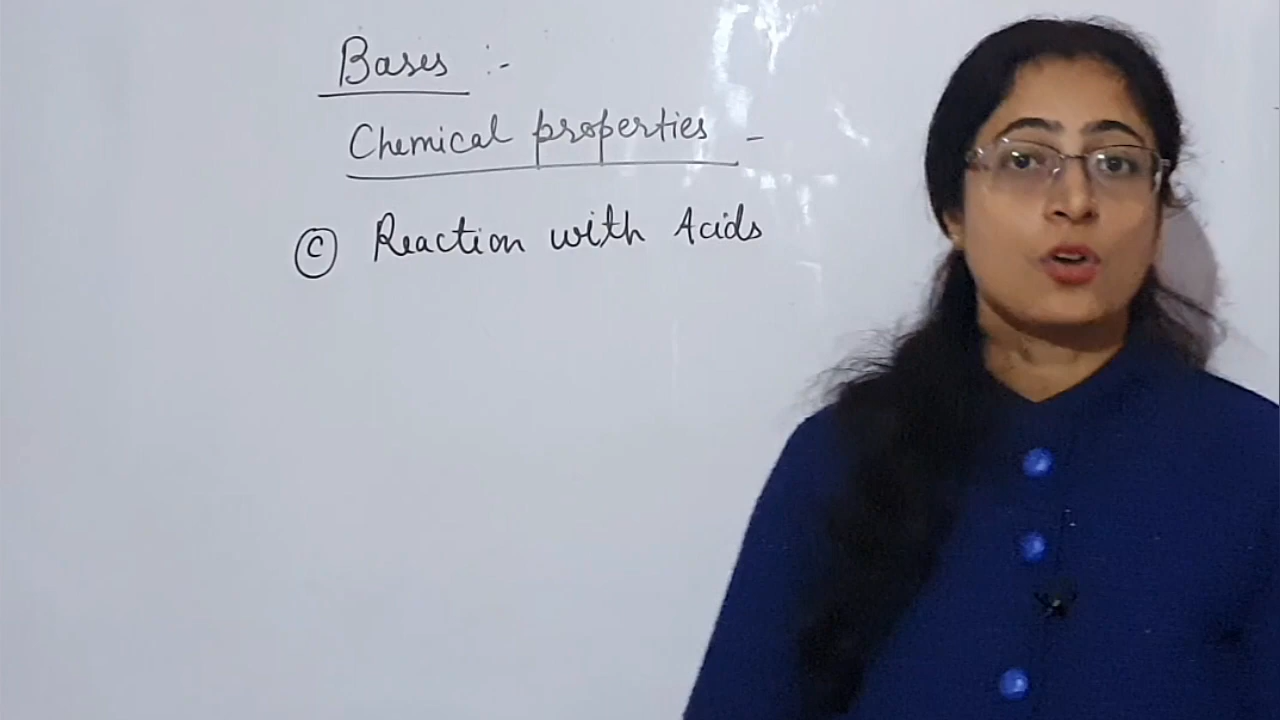 Bases :-
Chemical properties -
(C) Reaction with Acids